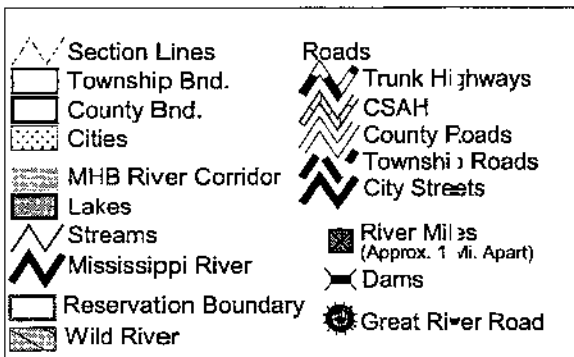 Section Lines
Township Bnd.
County Bnd.
Cities
MHB River Corridor
Lakes
Streams
Mississippi River
Reservation Boundary
Wild River
Roads
Trunk Highways
CSAH
County Roads
Township Roads
City Streets
River Miles
(Approx. 1 Mi. Apart)
Dams
Great River Road